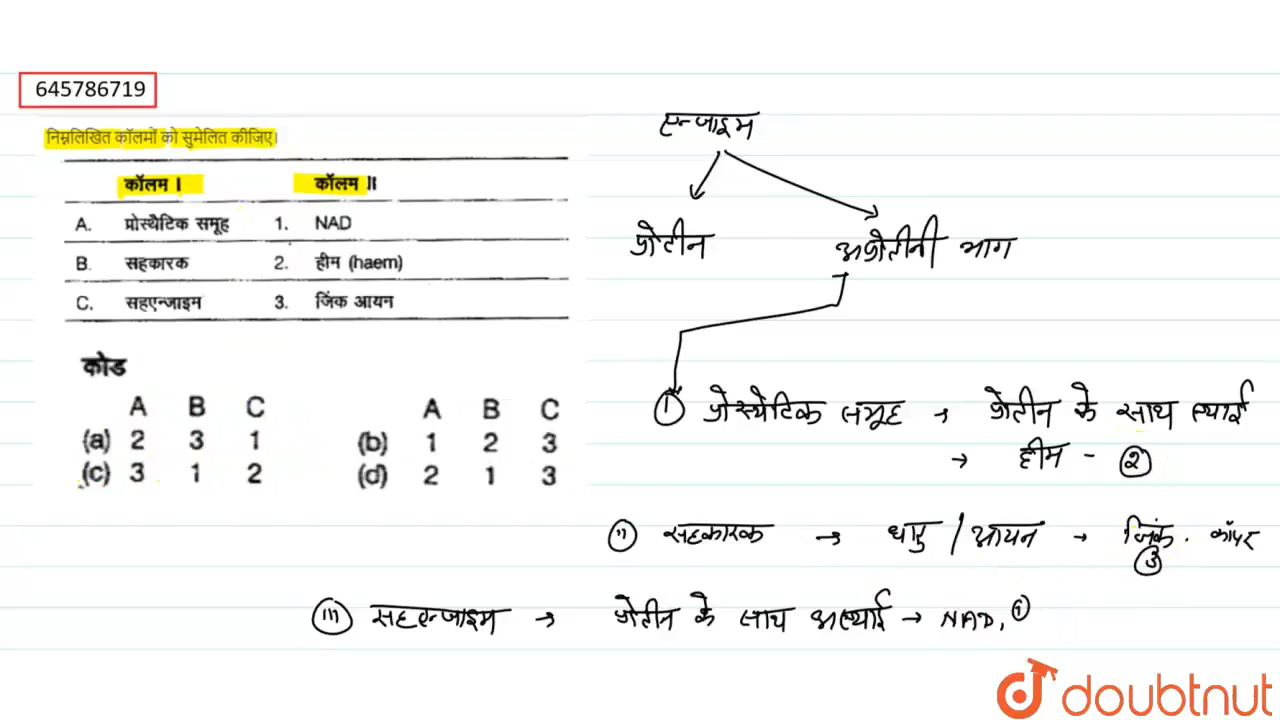 645786719
निम्नलिखित कॉलमों को सुमेलित कीजिए।
कॉलम I कॉलम II
A. प्रोस्थैटिक समूह 1. NAD
B. सहकारक 2. हीम (haem)
C. सहएन्जाइम 3. जिंक आयन
कोड
A B C A B C
(a) 2 3 1 (b) 1 2 3
(c) 3 1 2 (d) 2 1 3
एन्जाइम
प्रोटीन अप्रोटीनी भाग
(i) प्रोस्थेटिक समूह → प्रोटीन के साथ स्थाई
→ हीम - (2)
(ii) सहकारक → धातु / आयन → जिंक. कॉपर
(3)
(iii) सहएन्जाइम → प्रोटीन के साथ अस्थाई → NAD, (1)
doubtnut